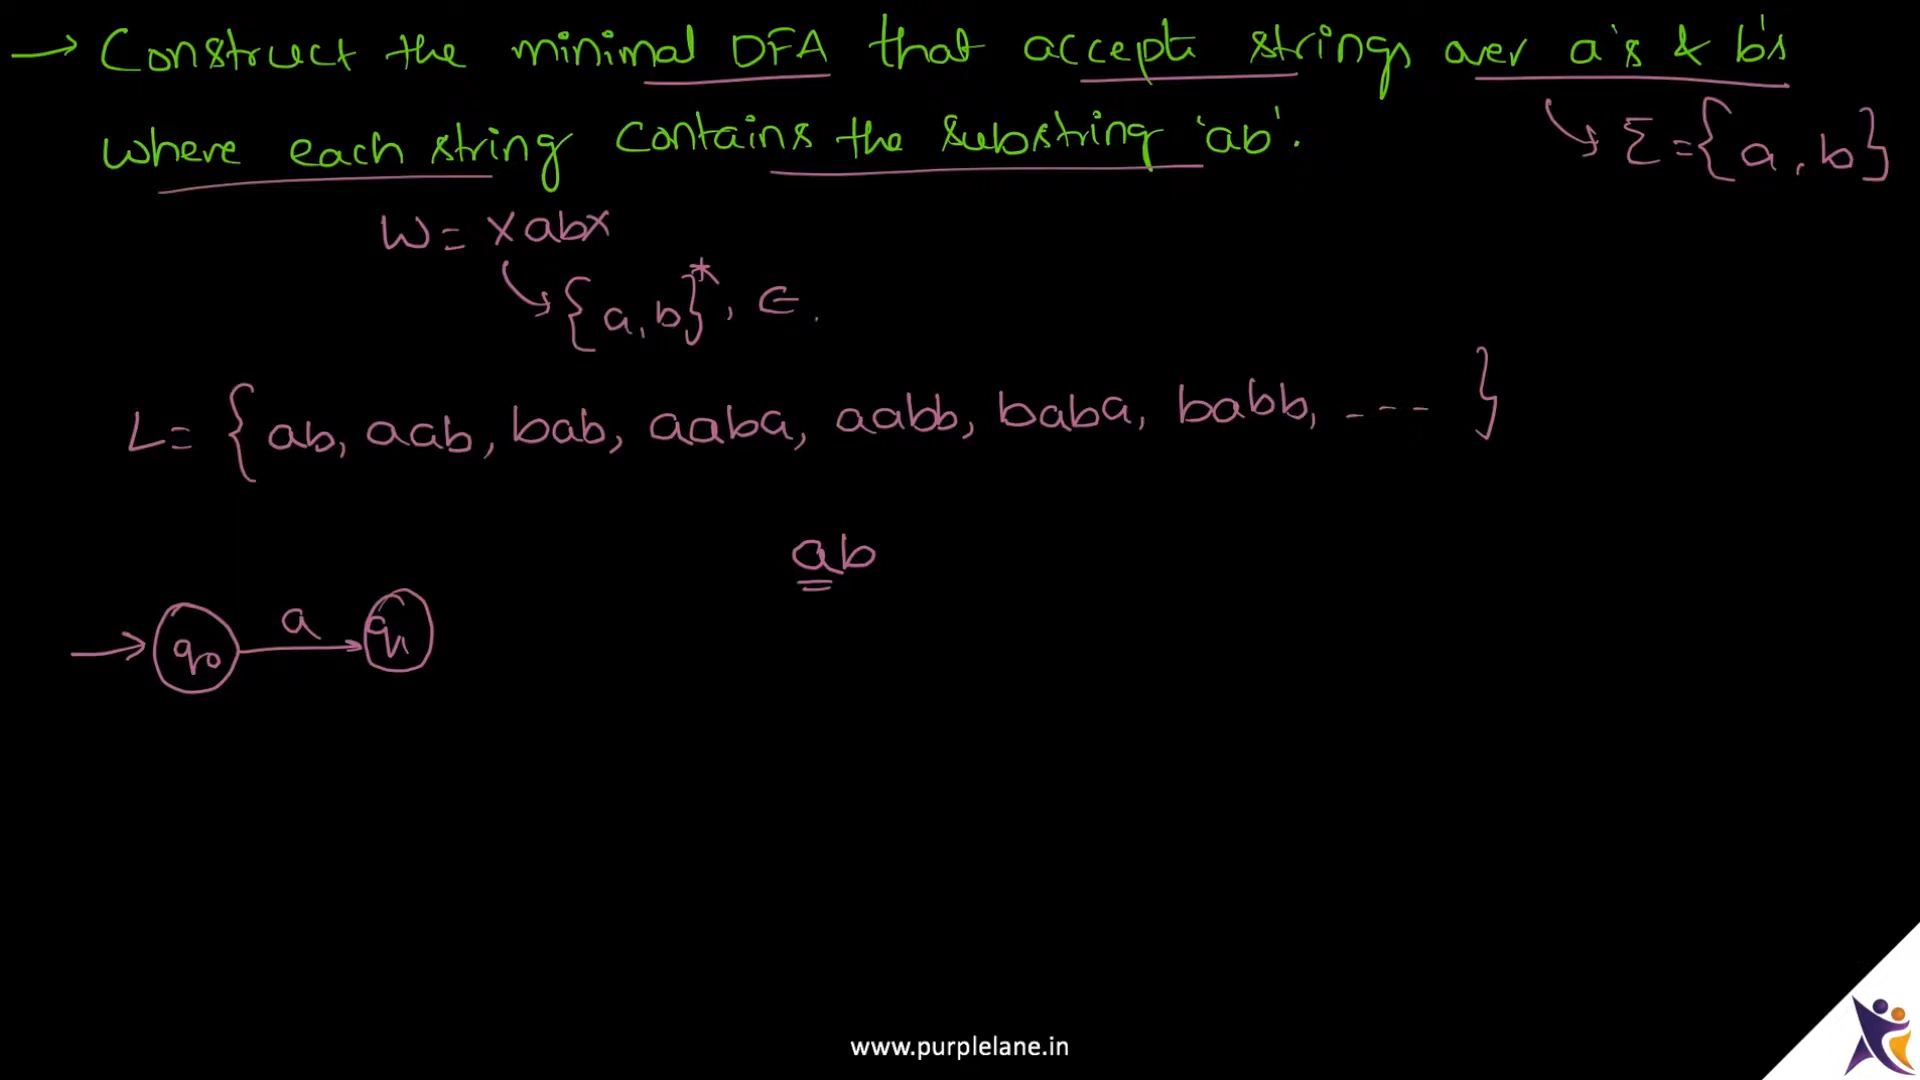 → Construct the minimal DFA that accepts strings over a's & b's
where each string contains the substring 'ab'.
Σ = {a, b}
W = XabX
{a, b}*, ∈.
L = {ab, aab, bab, aaba, aabb, baba, babb, ---- }
ab
→ q0 a → q1
www.purplelane.in